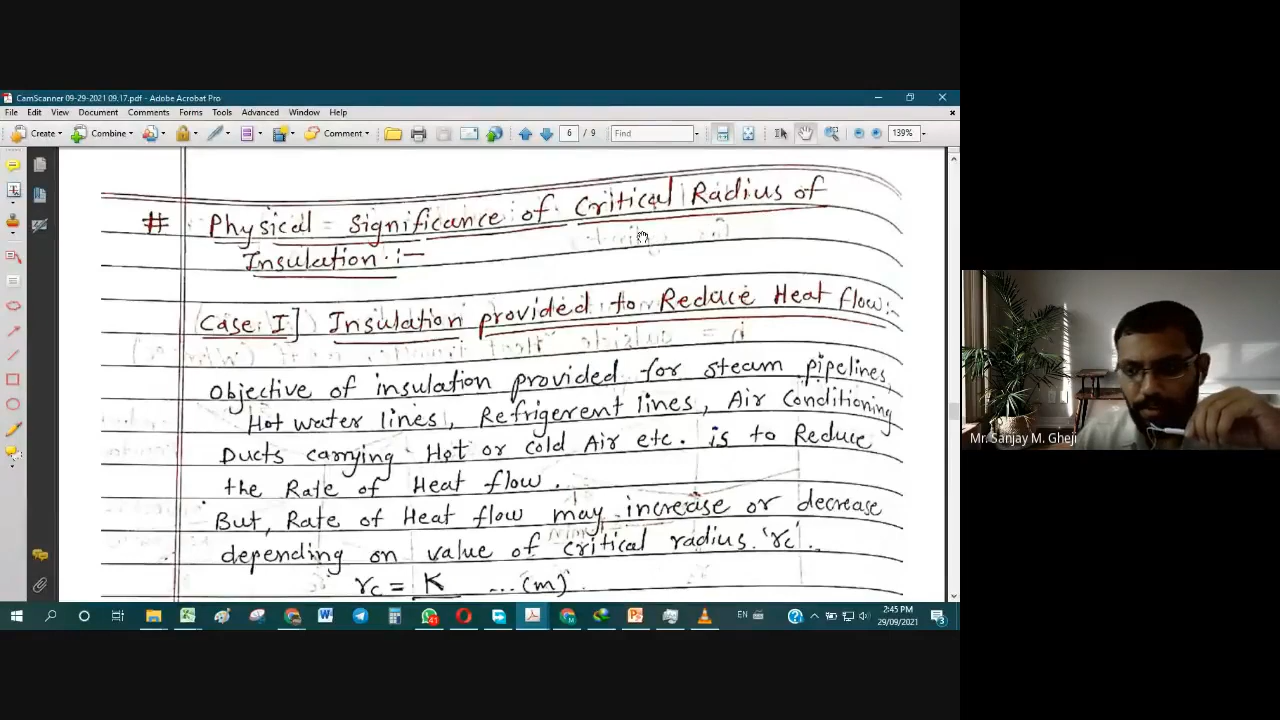 CamScanner 09-29-2021 09.17.pdf - Adobe Acrobat Pro
File Edit View Document Comments Forms Tools Advanced Window Help
Create Combine Comment 6 / 9 Find 139%
# Physical Significance of Critical Radius of
Insulation :-
Case: I] Insulation provided to Reduce Heat flow:-
Objective of insulation provided for steam pipelines,
Hot water lines, Refrigerent lines, Air Conditioning
Ducts carrying Hot or cold Air etc. is to Reduce
the Rate of Heat flow.
But, Rate of Heat flow may increase or decrease
depending on value of critical radius 'rc'.
rc = K ...(m)
Mr. Sanjay M. Gheji
41
EN
2:45 PM
29/09/2021
3